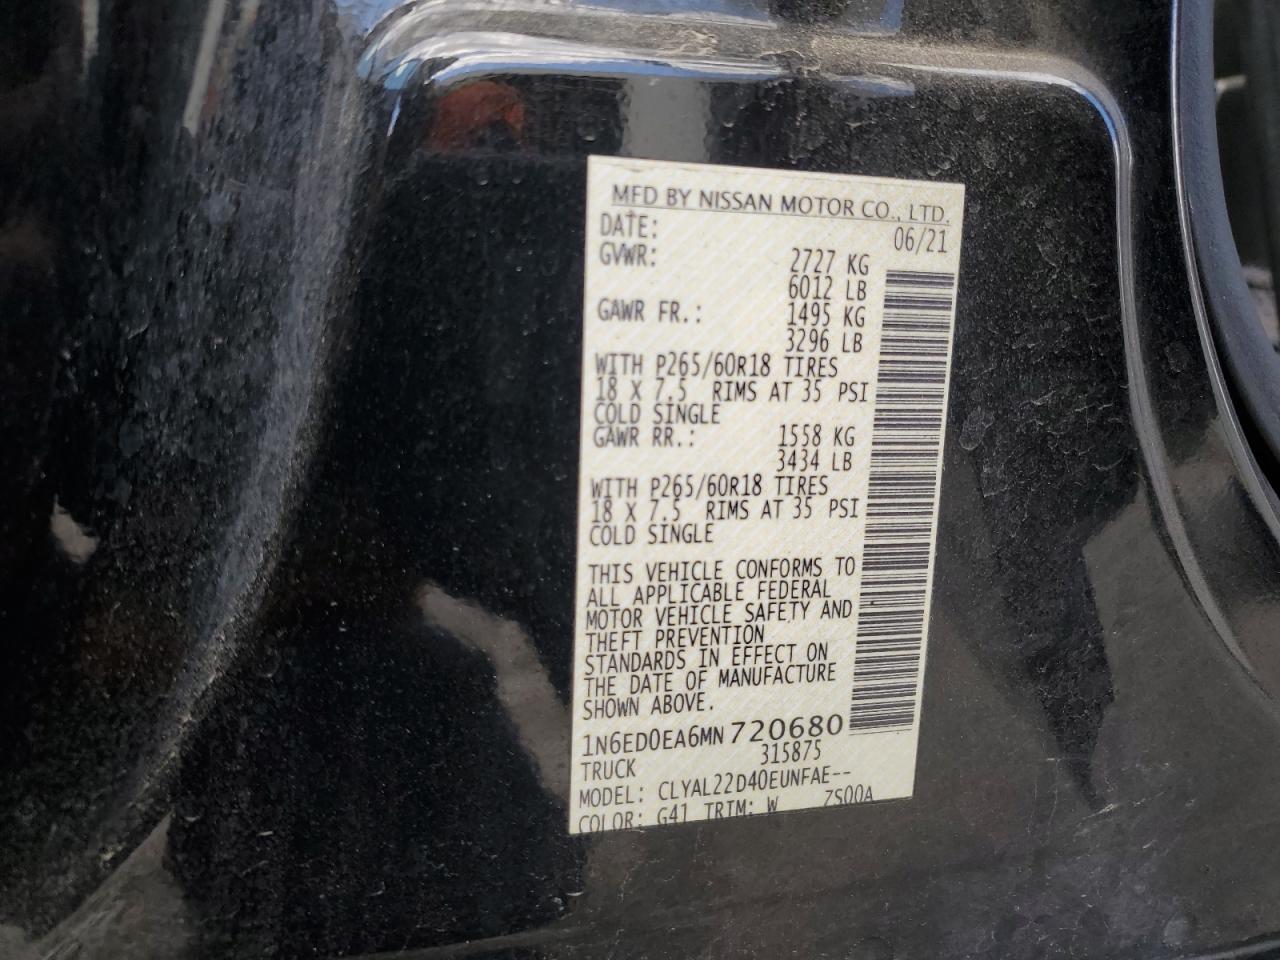 MFD BY NISSAN MOTOR CO., LTD.
DATE: 06/21
GVWR: 2727 KG
6012 LB
GAWR FR.: 1495 KG
3296 LB
WITH P265/60R18 TIRES
18 X 7.5 RIMS AT 35 PSI
COLD SINGLE
GAWR RR.: 1558 KG
3434 LB
WITH P265/60R18 TIRES
18 X 7.5 RIMS AT 35 PSI
COLD SINGLE
THIS VEHICLE CONFORMS TO
ALL APPLICABLE FEDERAL
MOTOR VEHICLE SAFETY AND
THEFT PREVENTION
STANDARDS IN EFFECT ON
THE DATE OF MANUFACTURE
SHOWN ABOVE.
1N6ED0EA6MN720680
TRUCK 315875
MODEL: CLYAL22D40EUNFAE--
COLOR: G41 TRIM: W 7S00A